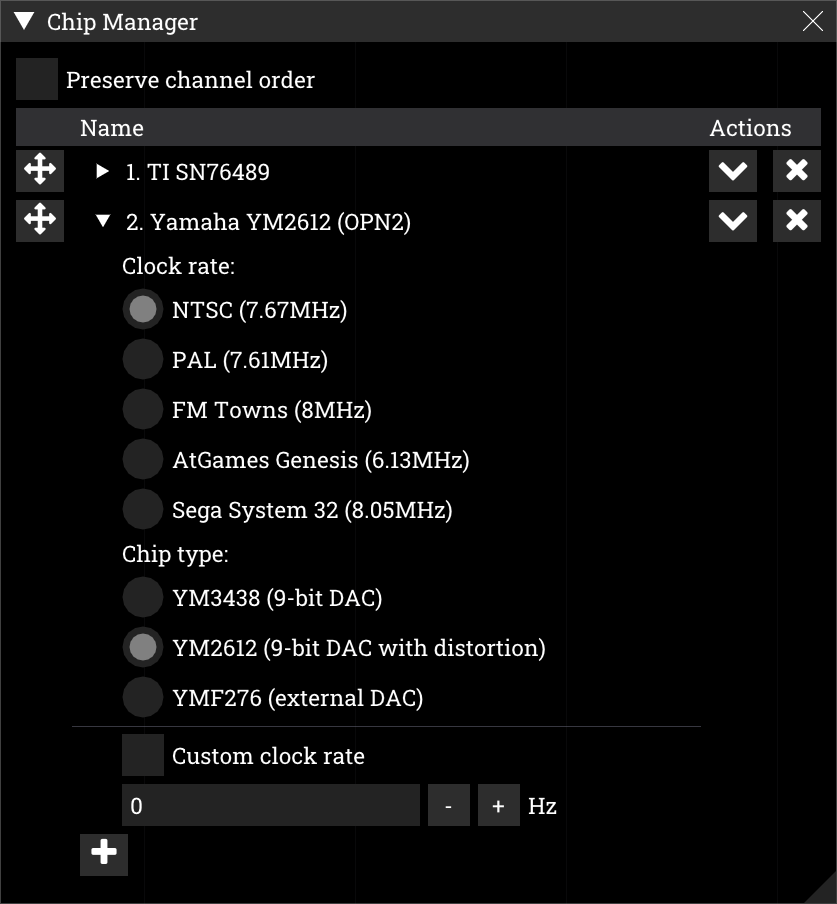 Chip Manager
Preserve channel order
Name Actions
1. TI SN76489
2. Yamaha YM2612 (OPN2)
Clock rate:
NTSC (7.67MHz)
PAL (7.61MHz)
FM Towns (8MHz)
AtGames Genesis (6.13MHz)
Sega System 32 (8.05MHz)
Chip type:
YM3438 (9-bit DAC)
YM2612 (9-bit DAC with distortion)
YMF276 (external DAC)
Custom clock rate
0 - + Hz